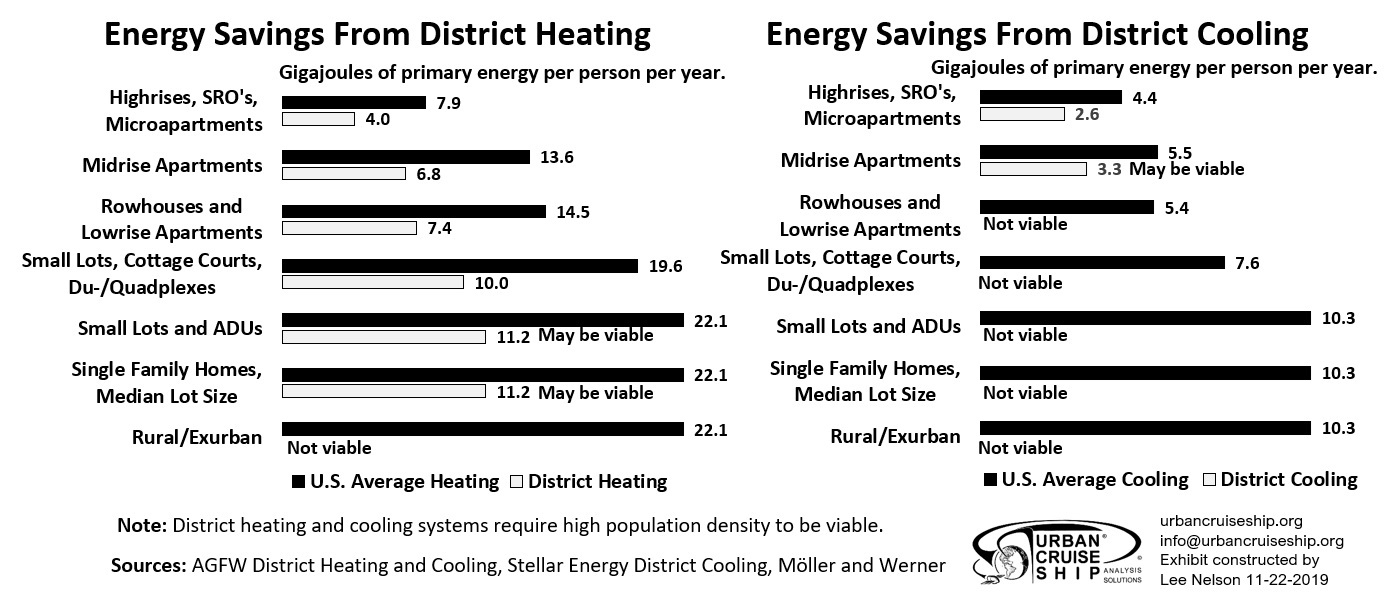 Energy Savings From District Heating
Gigajoules of primary energy per person per year.
Highrises, SRO's,
Microapartments
7.9
4.0
Midrise Apartments
13.6
6.8
Rowhouses and
Lowrise Apartments
14.5
7.4
Small Lots, Cottage Courts,
Du-/Quadplexes
19.6
10.0
Small Lots and ADUs
22.1
11.2 May be viable
Single Family Homes,
Median Lot Size
22.1
11.2 May be viable
Rural/Exurban
22.1
Not viable
U.S. Average Heating District Heating
Energy Savings From District Cooling
Gigajoules of primary energy per person per year.
Highrises, SRO's,
Microapartments
4.4
2.6
Midrise Apartments
5.5
3.3 May be viable
Rowhouses and
Lowrise Apartments
5.4
Not viable
Small Lots, Cottage Courts,
Du-/Quadplexes
7.6
Not viable
Small Lots and ADUs
10.3
Not viable
Single Family Homes,
Median Lot Size
10.3
Not viable
Rural/Exurban
10.3
Not viable
U.S. Average Cooling District Cooling
Note: District heating and cooling systems require high population density to be viable.
Sources: AGFW District Heating and Cooling, Stellar Energy District Cooling, Möller and Werner
URBAN®
CRUISE
SHIP
ANALYSIS
SOLUTIONS
urbancruiseship.org
info@urbancruiseship.org
Exhibit constructed by
Lee Nelson 11-22-2019